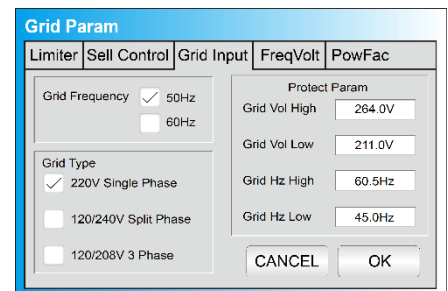 Grid Param
Limiter Sell Control Grid Input FreqVolt PowFac
Grid Frequency 50Hz
60Hz
Grid Type
220V Single Phase
120/240V Split Phase
120/208V 3 Phase
Protect
Param
Grid Vol High 264.0V
Grid Vol Low 211.0V
Grid Hz High 60.5Hz
Grid Hz Low 45.0Hz
CANCEL OK